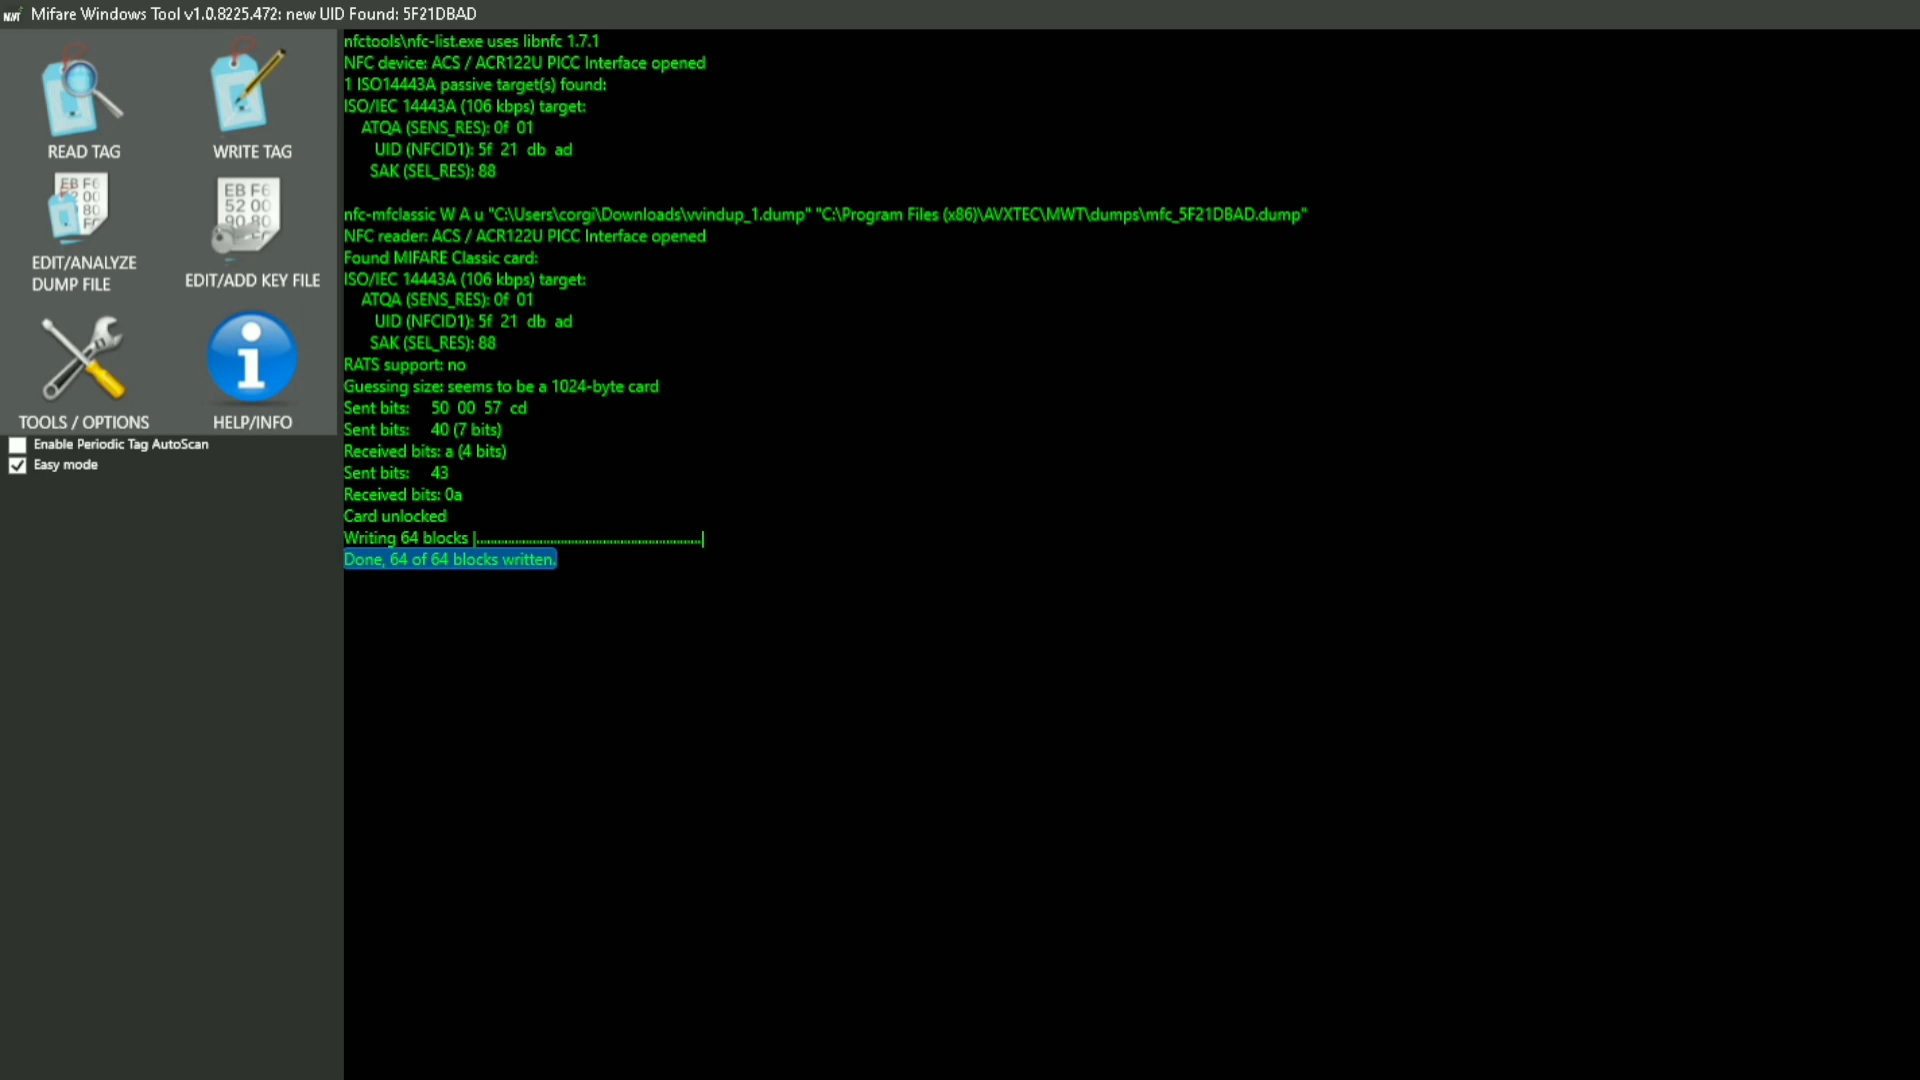 Mifare Windows Tool v1.0.8225.472: new UID Found: 5F21DBAD
READ TAG
WRITE TAG
EB F6
52 00
90 80
EDIT/ANALYZE
DUMP FILE
EDIT/ADD KEY FILE
TOOLS / OPTIONS
HELP/INFO
Enable Periodic Tag AutoScan
Easy mode
nfctools\nfc-list.exe uses libnfc 1.7.1
NFC device: ACS / ACR122U PICC Interface opened
1 ISO14443A passive target(s) found:
ISO/IEC 14443A (106 kbps) target:
ATQA (SENS_RES): 0f 01
UID (NFCID1): 5f 21 db ad
SAK (SEL_RES): 88
nfc-mfclassic W A u "C:\Users\corgi\Downloads\vvindup_1.dump" "C:\Program Files (x86)\AVXTEC\MWT\dumps\mfc_5F21DBAD.dump"
NFC reader: ACS / ACR122U PICC Interface opened
Found MIFARE Classic card:
ISO/IEC 14443A (106 kbps) target:
ATQA (SENS_RES): 0f 01
UID (NFCID1): 5f 21 db ad
SAK (SEL_RES): 88
RATS support: no
Guessing size: seems to be a 1024-byte card
Sent bits: 50 00 57 cd
Sent bits: 40 (7 bits)
Received bits: a (4 bits)
Sent bits: 43
Received bits: 0a
Card unlocked
Writing 64 blocks |................................................................|
Done, 64 of 64 blocks written.